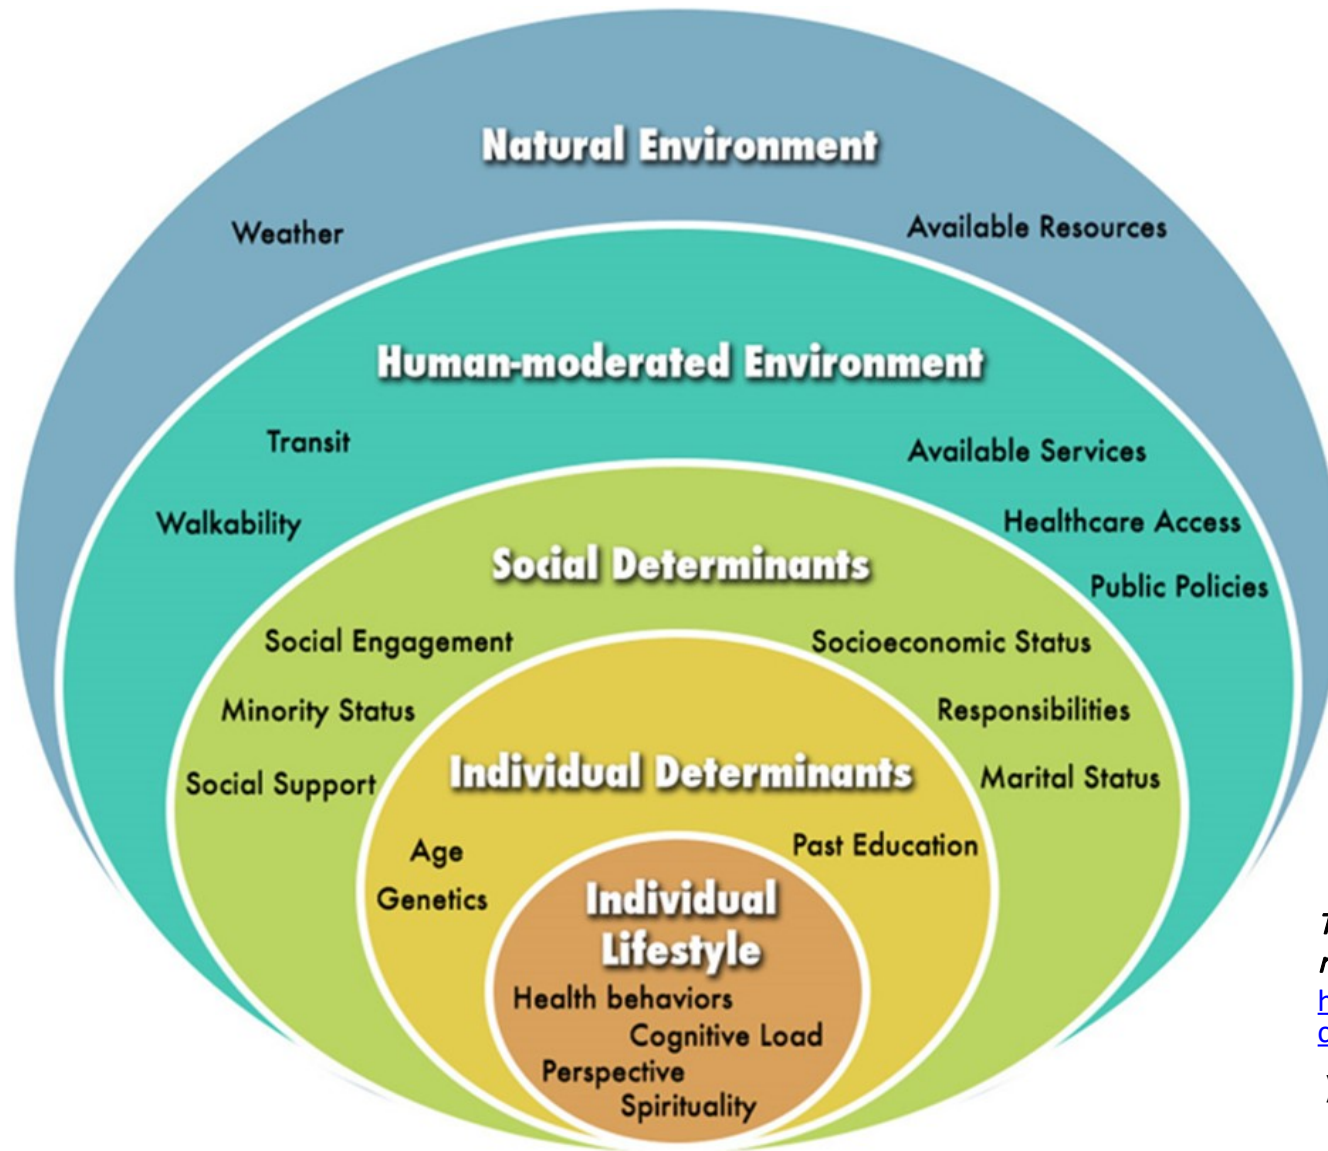 Natural Environment
Weather
Available Resources
Human-moderated Environment
Transit
Available Services
Walkability
Healthcare Access
Public Policies
Social Determinants
Social Engagement
Socioeconomic Status
Minority Status
Responsibilities
Social Support
Marital Status
Individual Determinants
Age
Past Education
Genetics
Individual
Lifestyle
Health behaviors
Cognitive Load
Perspective
Spirituality